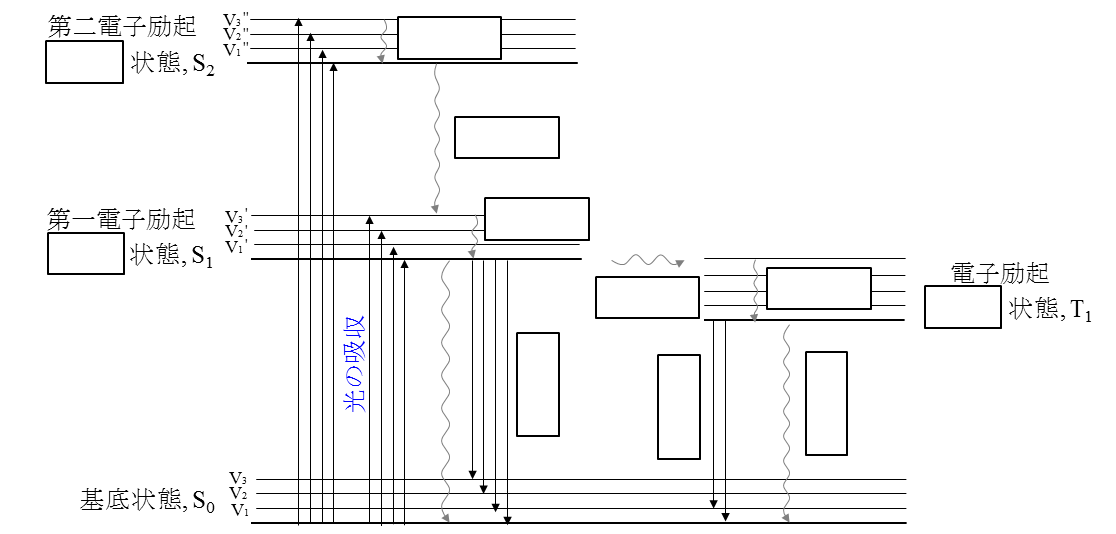 第二電子励起
状態, S₂
V₃"
V₂"
V₁"
第一電子励起
状態, S₁
V₃'
V₂'
V₁'
電子励起
状態, T₁
光の吸収
基底状態, S₀
V₃
V₂
V₁